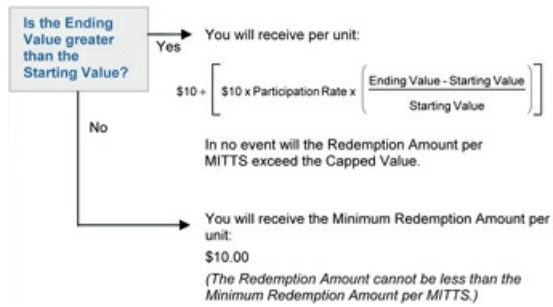 Is the Ending
Value greater
than the
Starting Value?
Yes
You will receive per unit:
$10 + [ $10 x Participation Rate x ( Ending Value - Starting Value
Starting Value ) ]
In no event will the Redemption Amount per
MITTS exceed the Capped Value.
No
You will receive the Minimum Redemption Amount per
unit:
$10.00
(The Redemption Amount cannot be less than the
Minimum Redemption Amount per MITTS.)